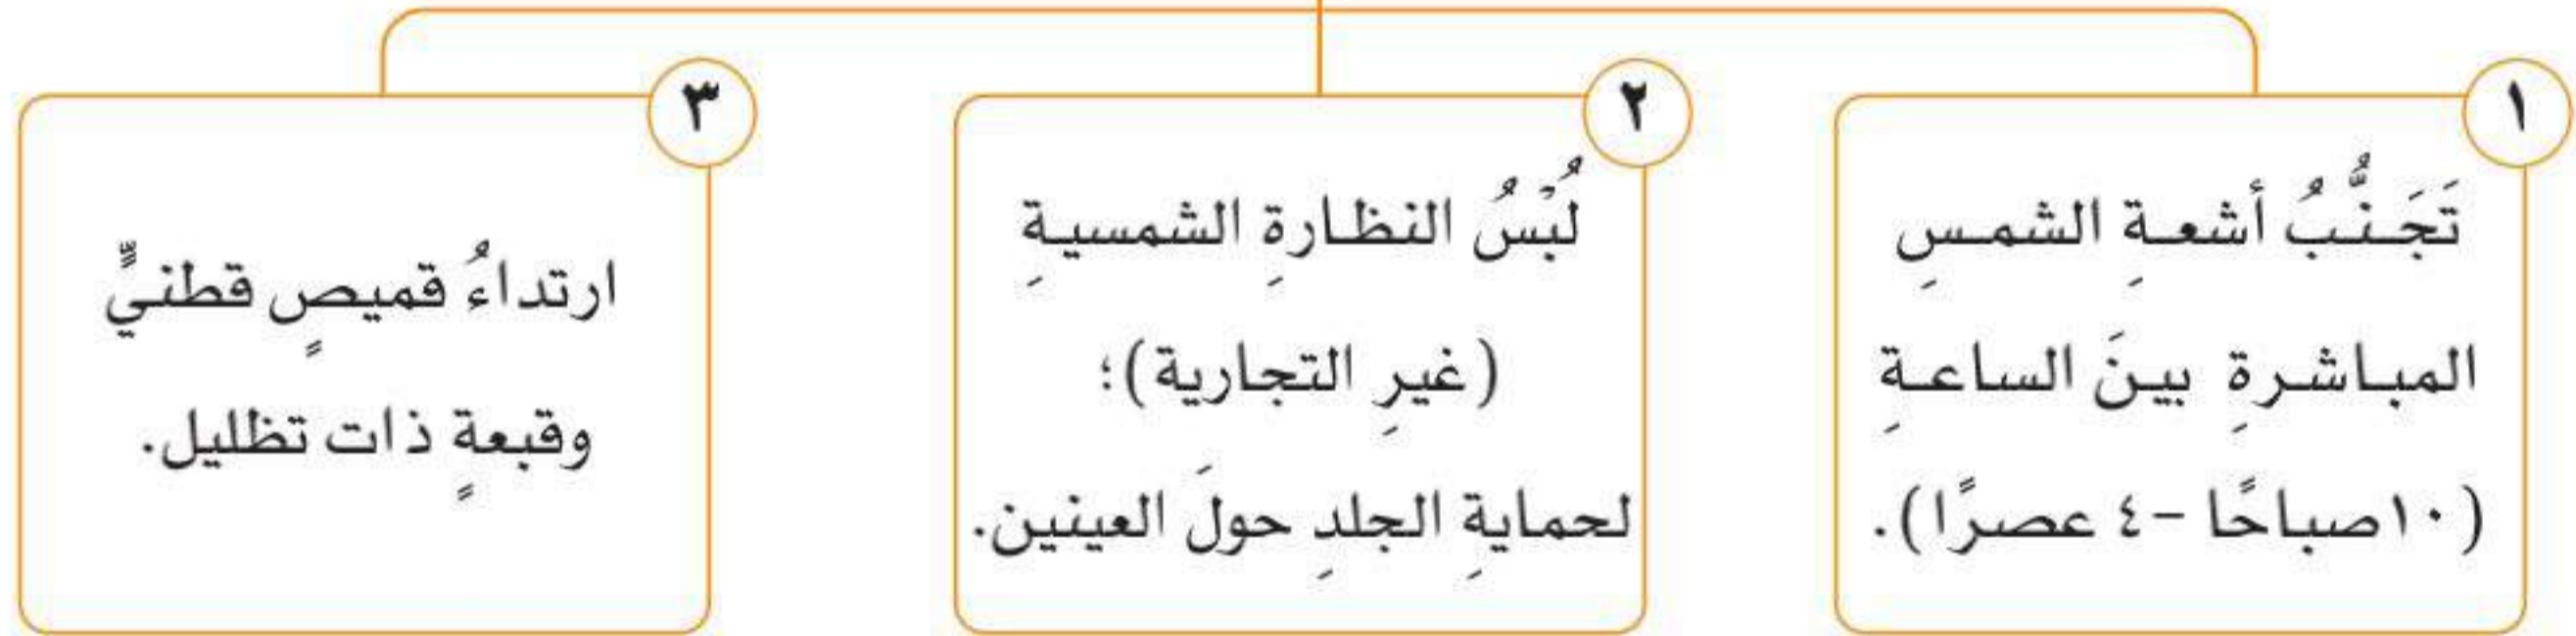 ١
تَجَنُّبُ أشعةِ الشمسِ
المباشرةِ بينَ الساعةِ
(١٠صباحًا -٤ عصرًا).
٢
لُبْسُ النظارةِ الشمسيةِ
(غيرِ التجارية)؛
لحمايةِ الجلدِ حولَ العينين.
٣
ارتداءُ قميصٍ قطنيٍّ
وقبعةٍ ذات تظليل.